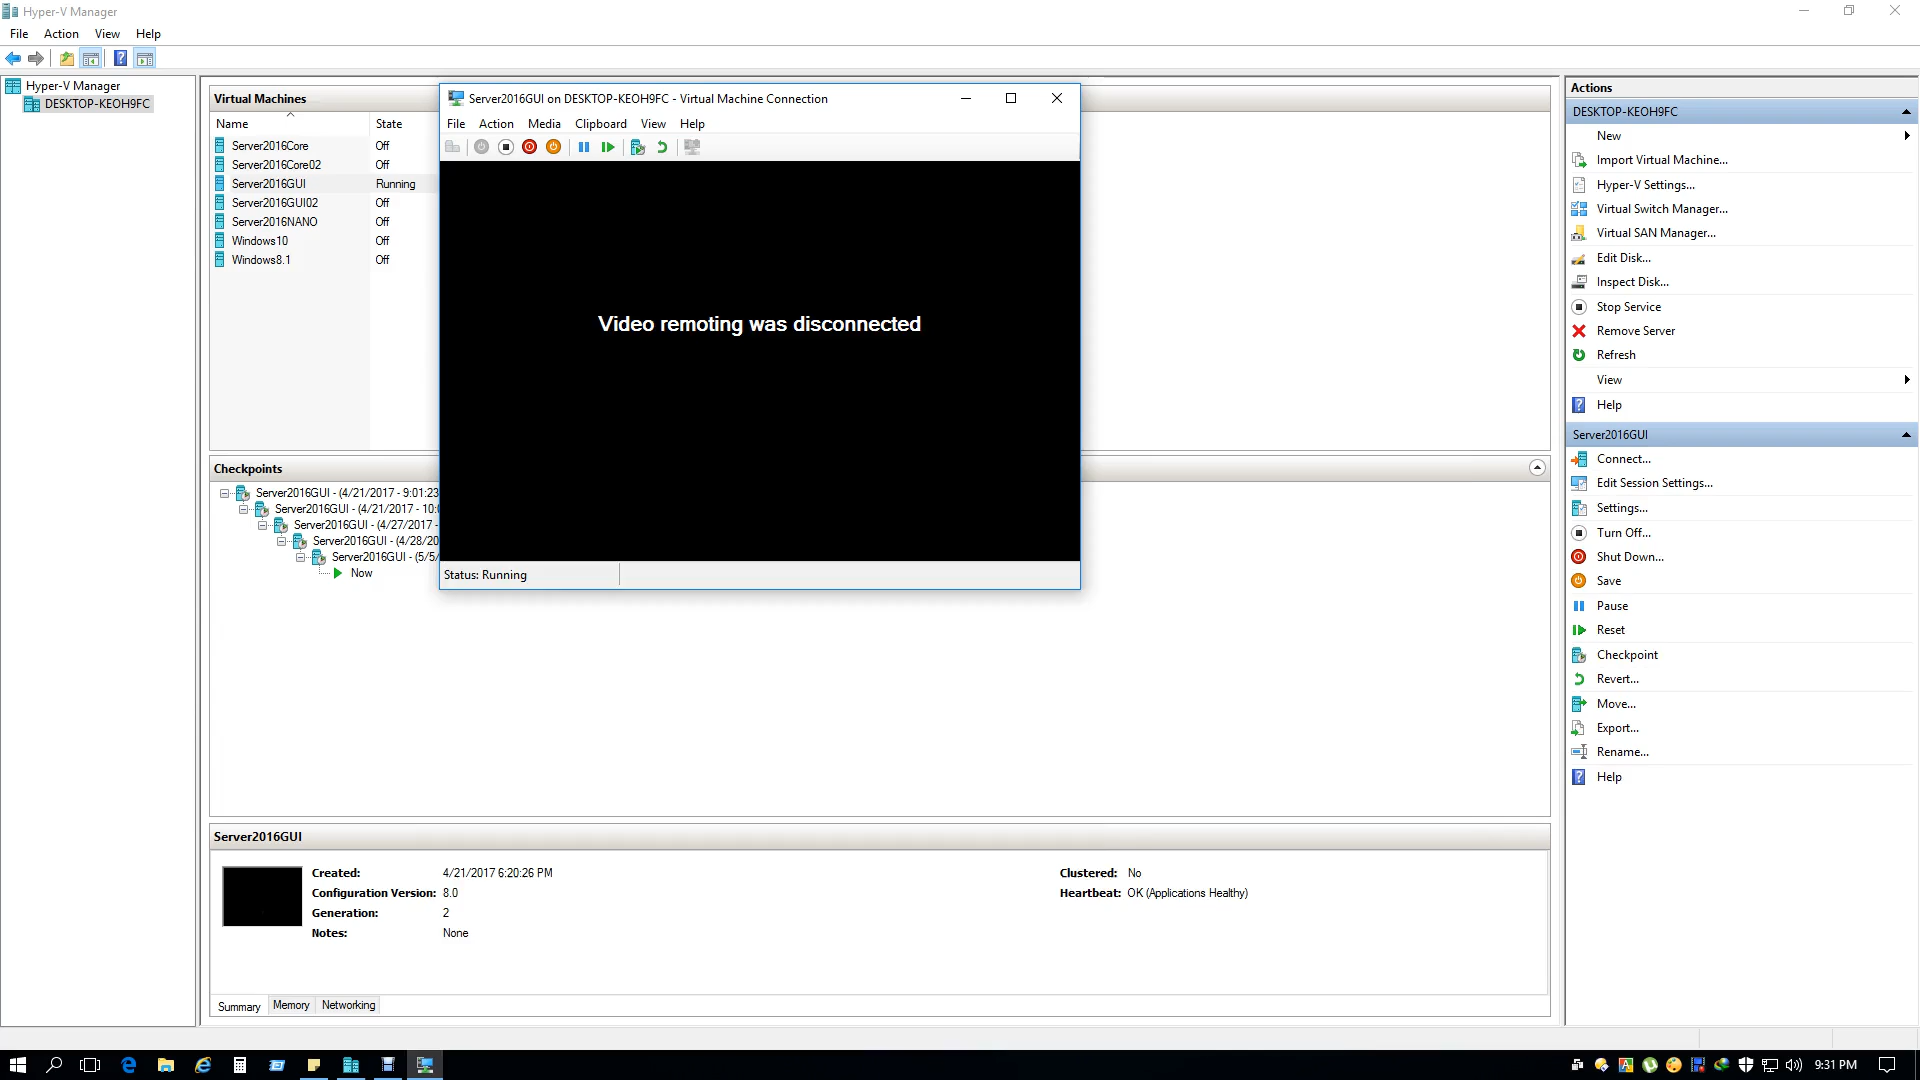 Hyper-V Manager
File Action View Help
Hyper-V Manager
DESKTOP-KEOH9FC
Virtual Machines
Name State
Server2016Core Off
Server2016Core02 Off
Server2016GUI Running
Server2016GUI02 Off
Server2016NANO Off
Windows10 Off
Windows8.1 Off
Server2016GUI on DESKTOP-KEOH9FC - Virtual Machine Connection
File Action Media Clipboard View Help
Video remoting was disconnected
Status: Running
Checkpoints
Server2016GUI - (4/21/2017 - 9:01:23
Server2016GUI - (4/21/2017 - 10:
Server2016GUI - (4/27/2017 -
Server2016GUI - (4/28/20
Server2016GUI - (5/5/
Now
Server2016GUI
Created: 4/21/2017 6:20:26 PM
Configuration Version: 8.0
Generation: 2
Notes: None
Clustered: No
Heartbeat: OK (Applications Healthy)
Summary Memory Networking
Actions
DESKTOP-KEOH9FC
New
Import Virtual Machine...
Hyper-V Settings...
Virtual Switch Manager...
Virtual SAN Manager...
Edit Disk...
Inspect Disk...
Stop Service
Remove Server
Refresh
View
Help
Server2016GUI
Connect...
Edit Session Settings...
Settings...
Turn Off...
Shut Down...
Save
Pause
Reset
Checkpoint
Revert...
Move...
Export...
Rename...
Help
9:31 PM